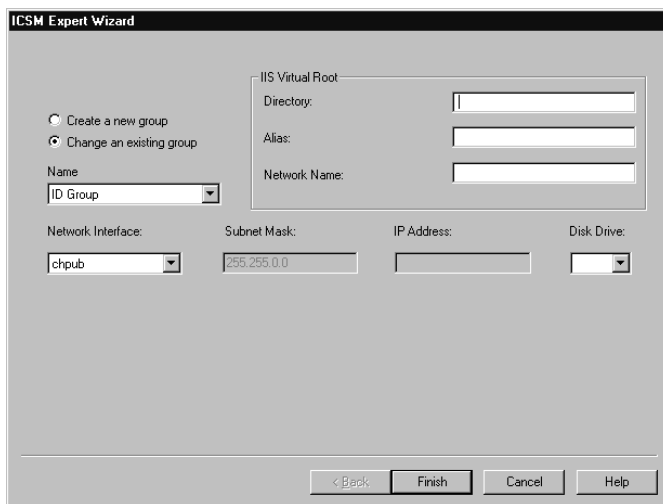 ICSM Expert Wizard
IIS Virtual Root
Directory:
Create a new group
Change an existing group
Alias:
Name
Network Name:
ID Group
Network Interface: Subnet Mask: IP Address: Disk Drive:
chpub 255.255.0.0
< Back Finish Cancel Help